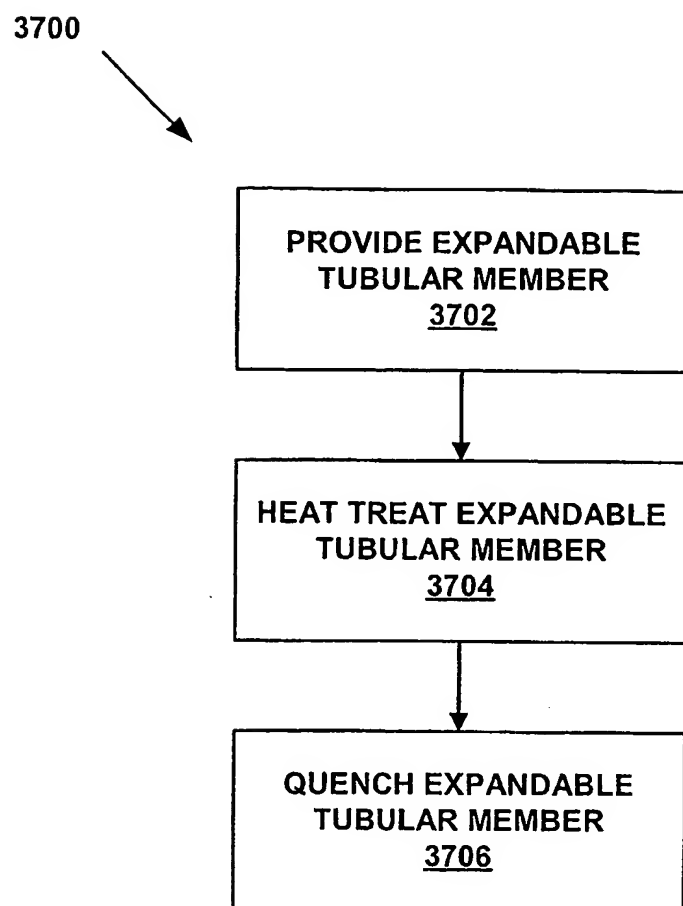 3700
PROVIDE EXPANDABLE
TUBULAR MEMBER
3702
HEAT TREAT EXPANDABLE
TUBULAR MEMBER
3704
QUENCH EXPANDABLE
TUBULAR MEMBER
3706